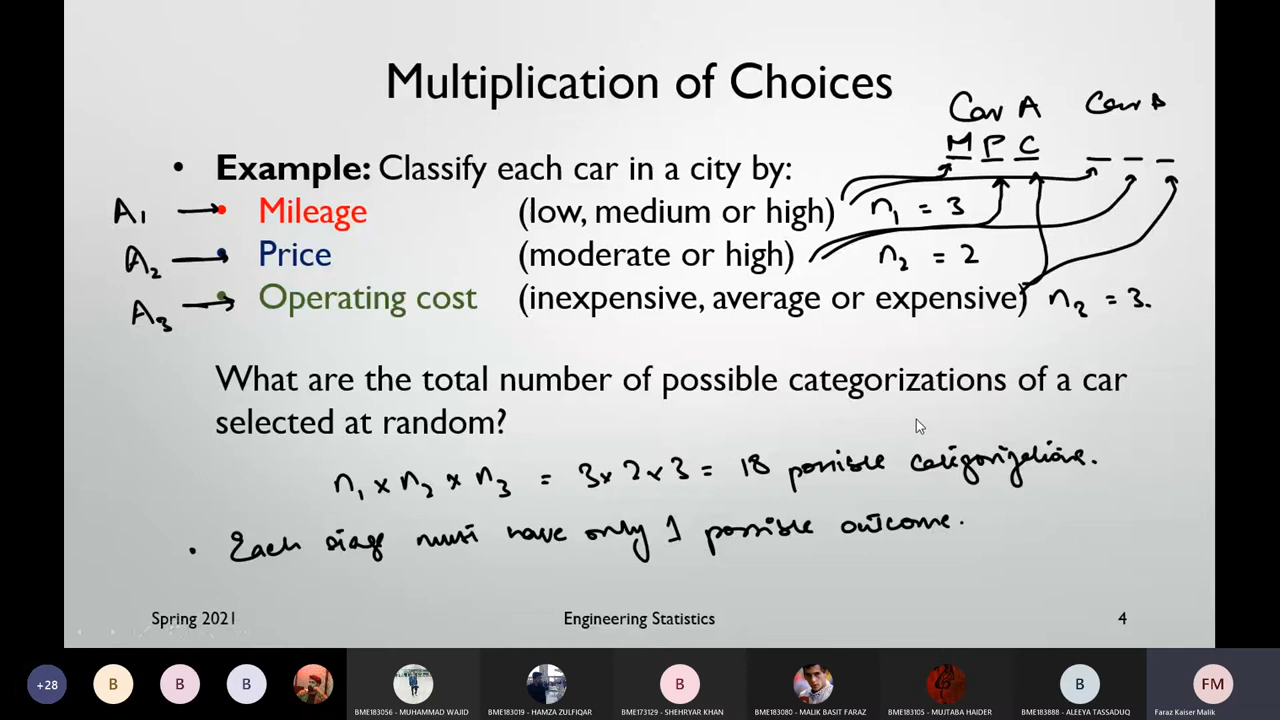 Multiplication of Choices
Car A
M P C
• Example: Classify each car in a city by:
A1 → • Mileage (low, medium or high) n1 = 3
A2 → • Price (moderate or high) n2 = 2
A3 → • Operating cost (inexpensive, average or expensive) = 3.
What are the total number of possible categorizations of a car
selected at random?
n1 x n2 x n3 = 3 x 2 x 3 = 18 possible categorizations.
• Each stage must have only 1 possible outcome.
Spring 2021 Engineering Statistics 4
+28 B B B B B FM
BME183056 - MUHAMMAD WAJID BME183019 - HAMZA ZULFIQAR BME173129 - SHEHRYAR KHAN BME183080 - MALIK BASIT FARAZ BME183105 - MUJTABA HAIDER BME183888 - ALEEYA TASSADUQ Faraz Kaiser Malik